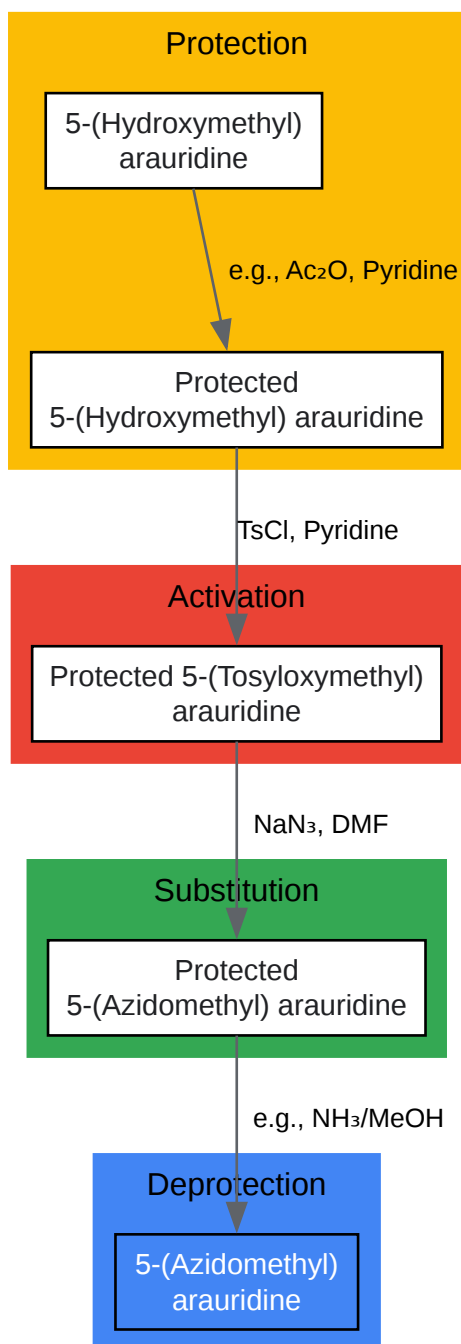 Protection
5-(Hydroxymethyl)
arauridine
e.g., Ac₂O, Pyridine
Protected
5-(Hydroxymethyl) arauridine
TsCl, Pyridine
Activation
Protected 5-(Tosyloxymethyl)
arauridine
NaN₃, DMF
Substitution
Protected
5-(Azidomethyl) arauridine
e.g., NH₃/MeOH
Deprotection
5-(Azidomethyl)
arauridine